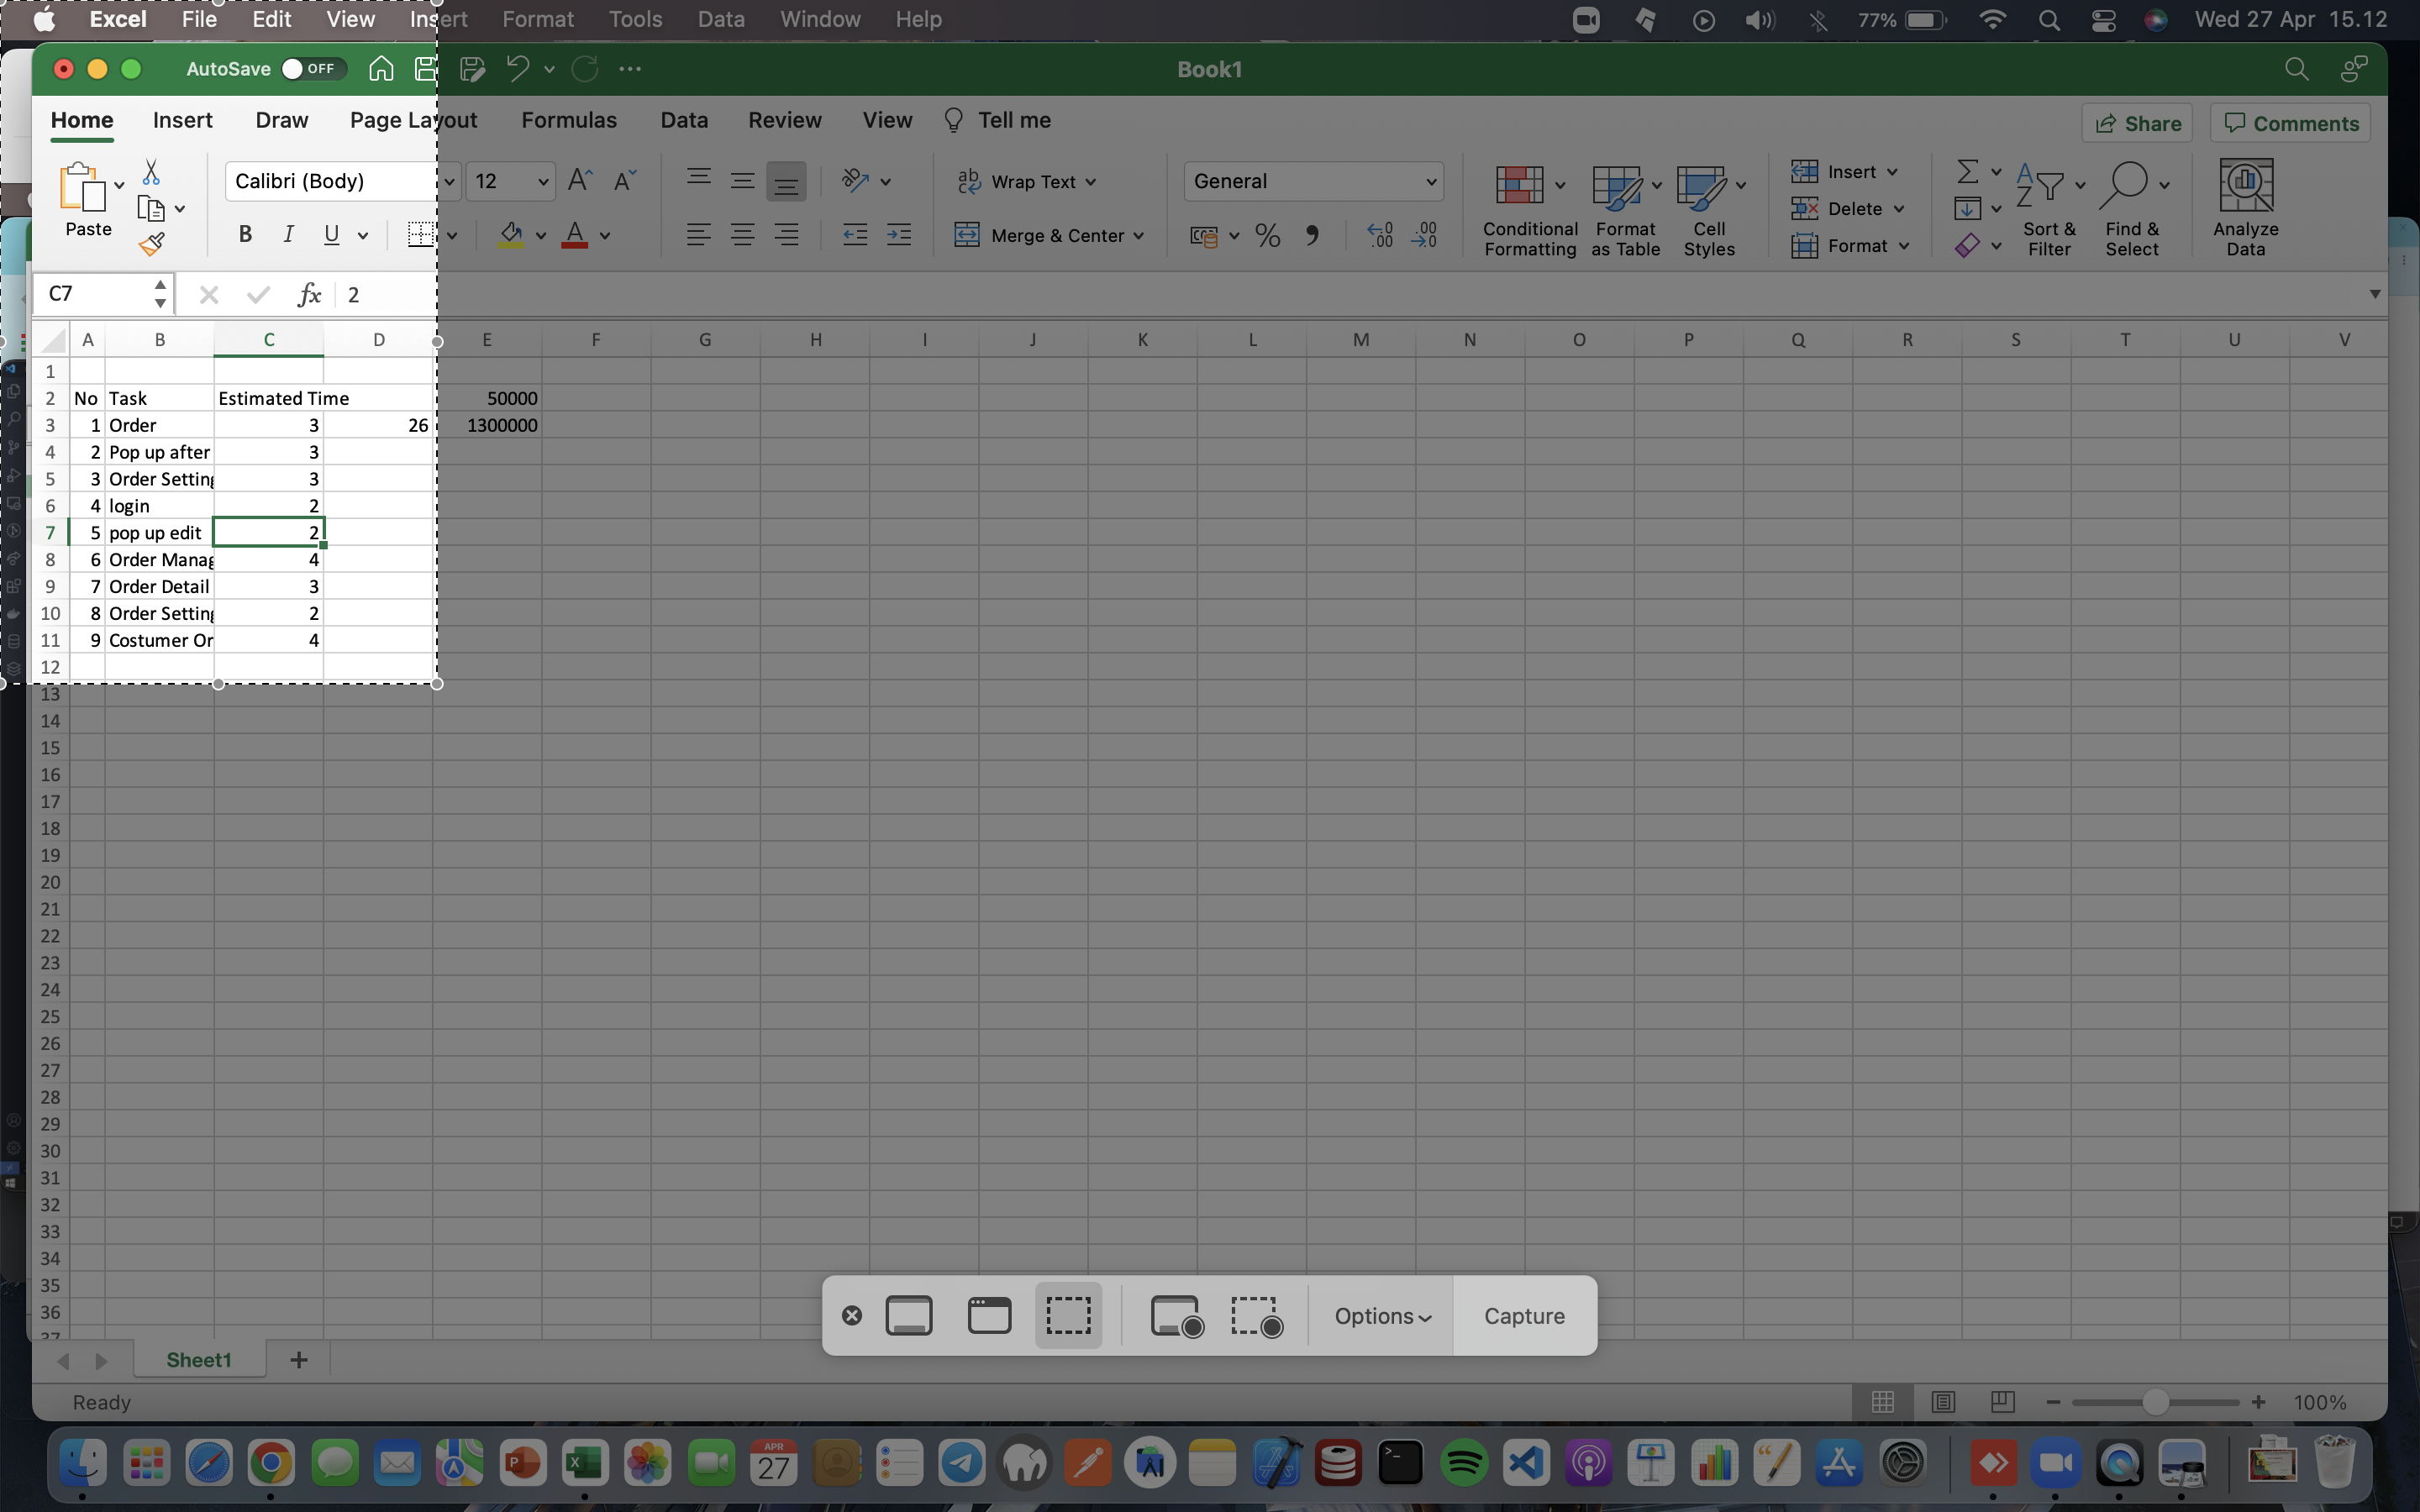 Excel File Edit View Insert Format Tools Data Window Help 77% Wed 27 Apr 15.12
AutoSave OFF Book1
Home Insert Draw Page Layout Formulas Data Review View Tell me Share Comments
Calibri (Body) 12 Wrap Text General Insert
Delete
Paste B I U Merge & Center Conditional Formatting Format as Table Cell Styles Format Sort & Filter Find & Select Analyze Data
C7 fx 2
A B C D E F G H I J K L M N O P Q R S T U V
1
2 No Task Estimated Time 50000
3 1 Order 3 26 1300000
4 2 Pop up after 3
5 3 Order Setting 3
6 4 login 2
7 5 pop up edit 2
8 6 Order Manag 4
9 7 Order Detail 3
10 8 Order Setting 2
11 9 Costumer Or 4
12
13
14
15
16
17
18
19
20
21
22
23
24
25
26
27
28
29
30
31
32
33
34
35
36
37
Options Capture
Sheet1
Ready 100%
APR
27